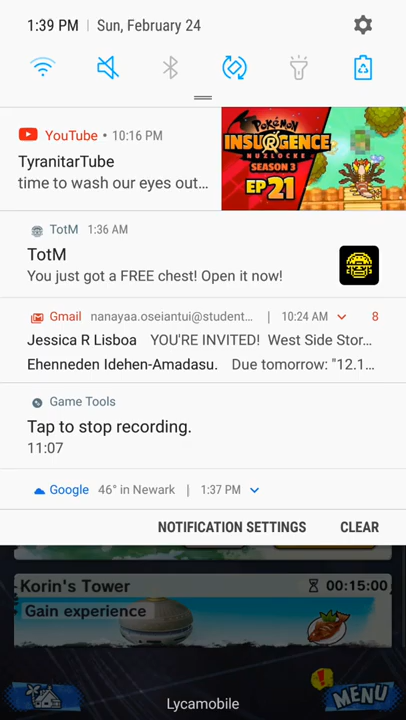 1:39 PM | Sun, February 24
YouTube • 10:16 PM
TyranitarTube
time to wash our eyes out...
POKÉMON
INSURGENCE
NUZLOCKE
SEASON 3
EP 21
TotM 1:36 AM
TotM
You just got a FREE chest! Open it now!
Gmail nanayaa.oseiantui@student... | 10:24 AM 8
Jessica R Lisboa YOU'RE INVITED! West Side Stor...
Ehenneden Idehen-Amadasu. Due tomorrow: "12.1...
Game Tools
Tap to stop recording.
11:07
Google 46° in Newark | 1:37 PM
NOTIFICATION SETTINGS CLEAR
Korin's Tower 00:15:00
Gain experience
Lycamobile
MENU